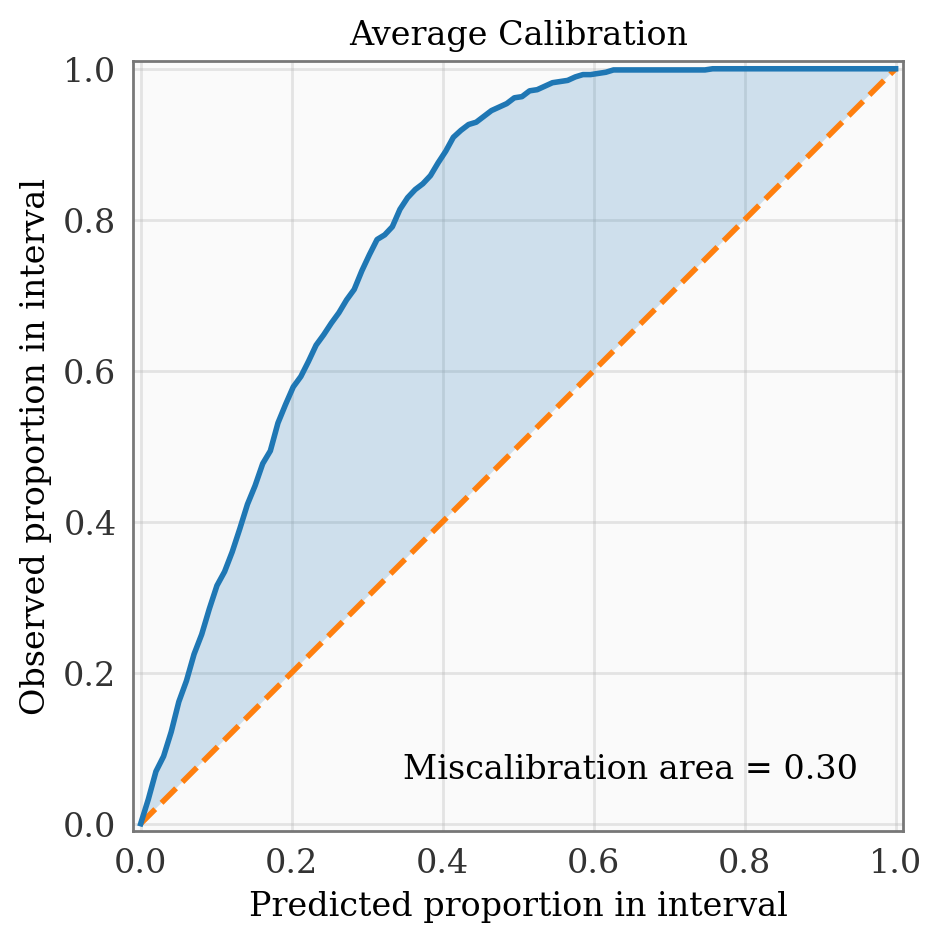 Average Calibration
1.0
0.8
0.6
0.4
0.2
0.0
Observed proportion in interval
Miscalibration area = 0.30
0.0 0.2 0.4 0.6 0.8 1.0
Predicted proportion in interval